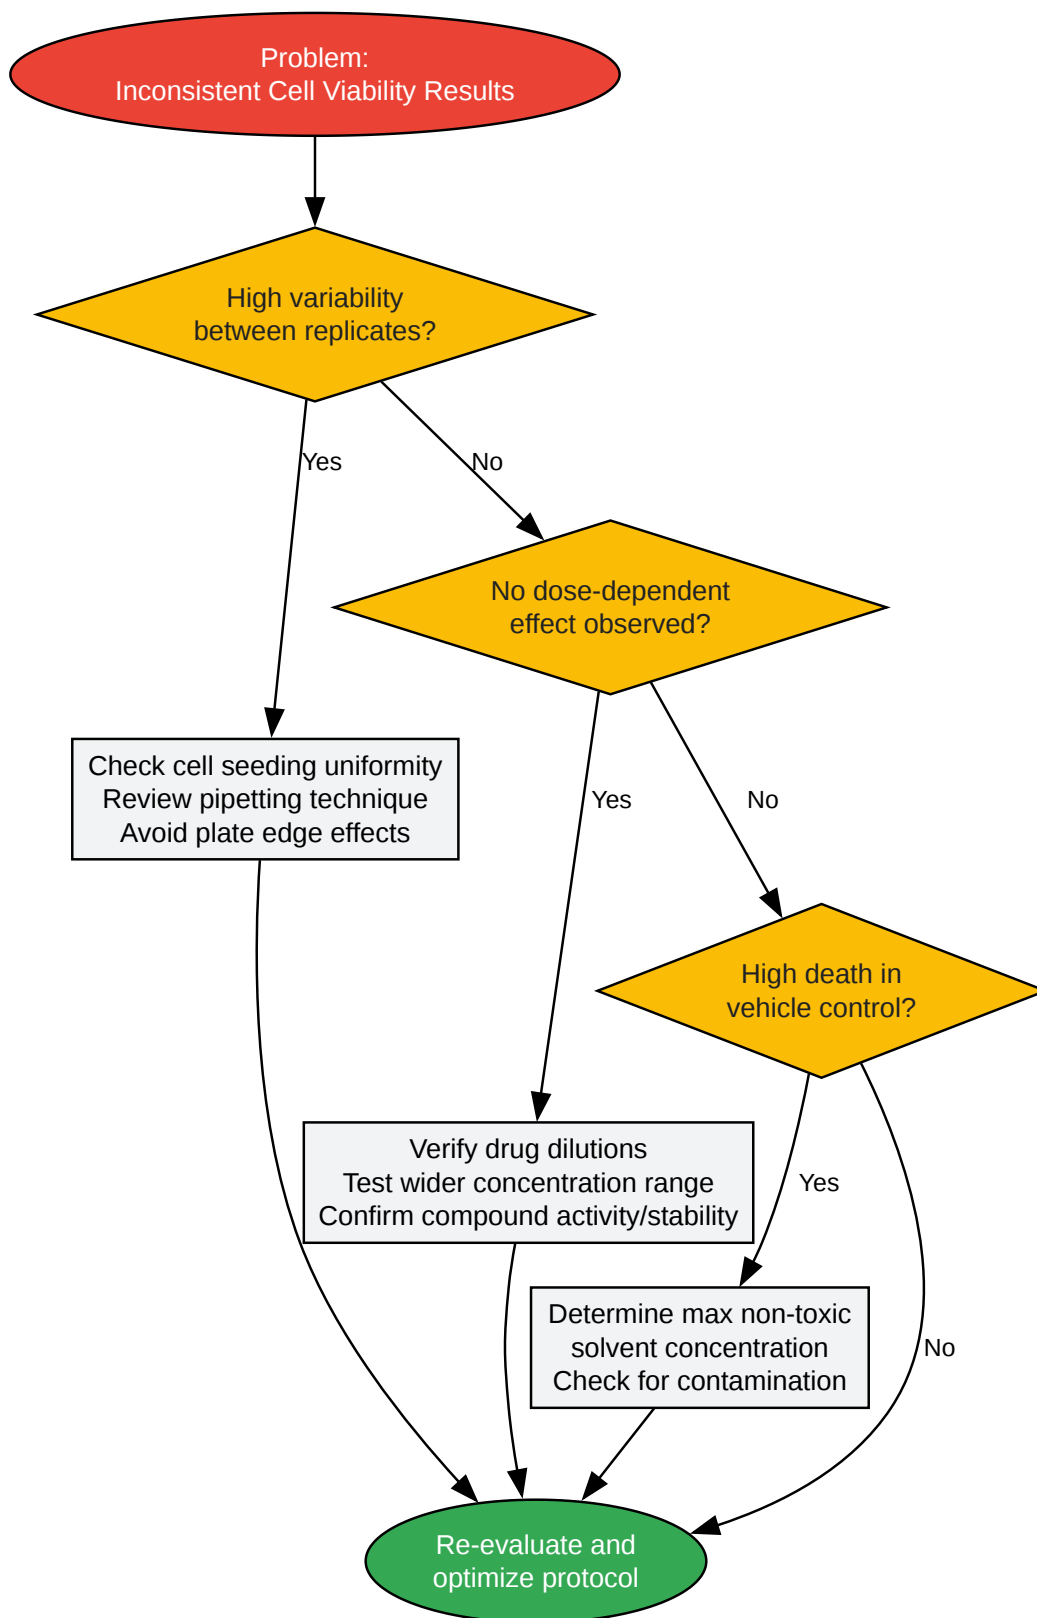 Problem:
Inconsistent Cell Viability Results
High variability
between replicates?
Yes
No
No dose-dependent
effect observed?
Check cell seeding uniformity
Review pipetting technique
Avoid plate edge effects
Yes
No
High death in
vehicle control?
Verify drug dilutions
Test wider concentration range
Confirm compound activity/stability
Yes
Determine max non-toxic
solvent concentration
Check for contamination
No
Re-evaluate and
optimize protocol